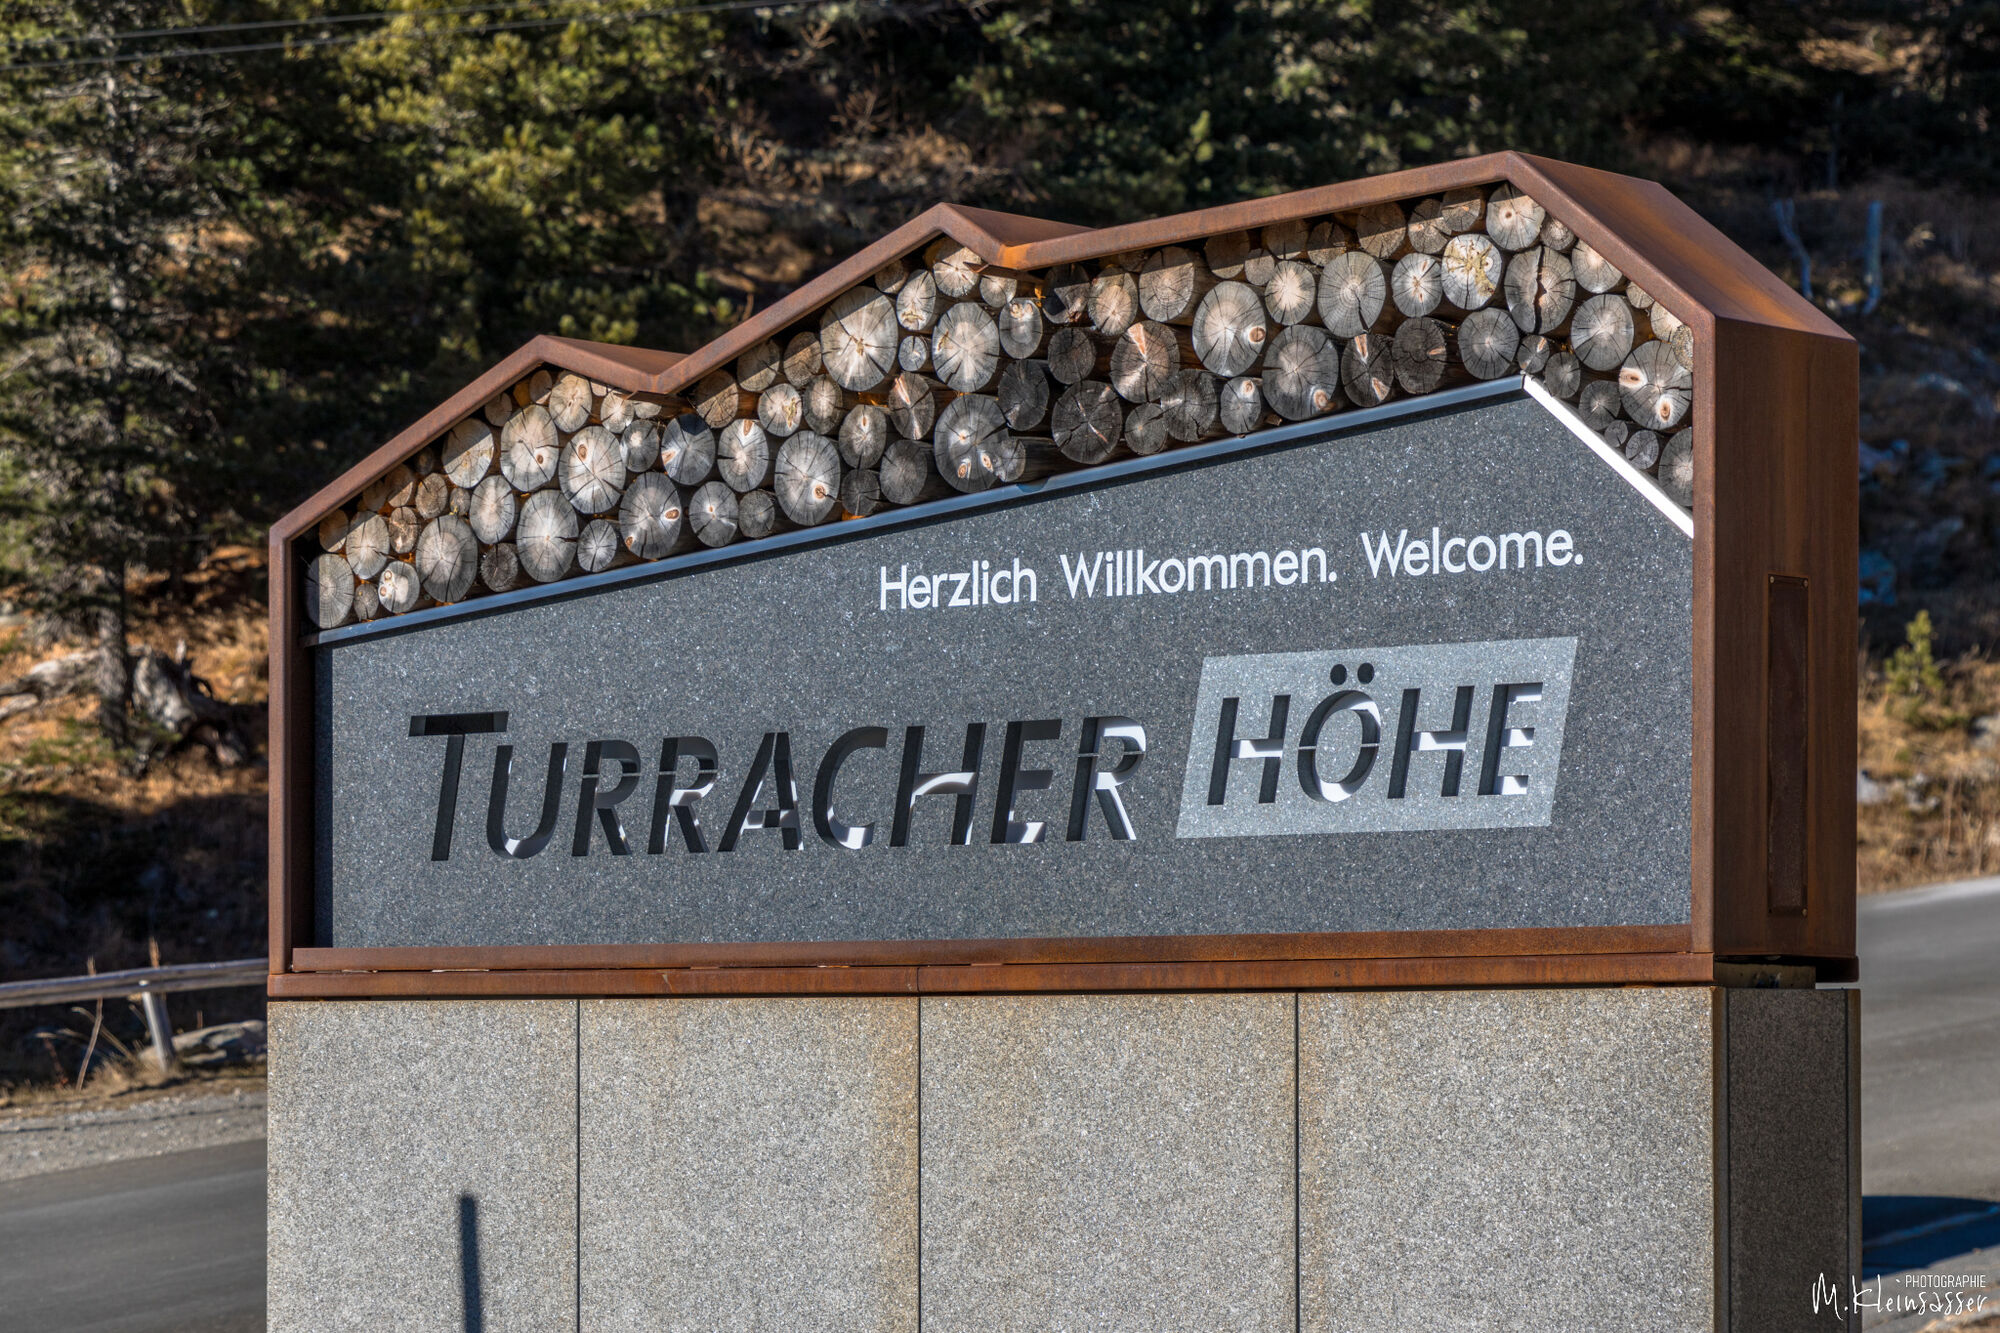 Herzlich Willkommen. Welcome.
TURRACHER HÖHE
PHOTOGRAPHIE
M.Kleinsasser